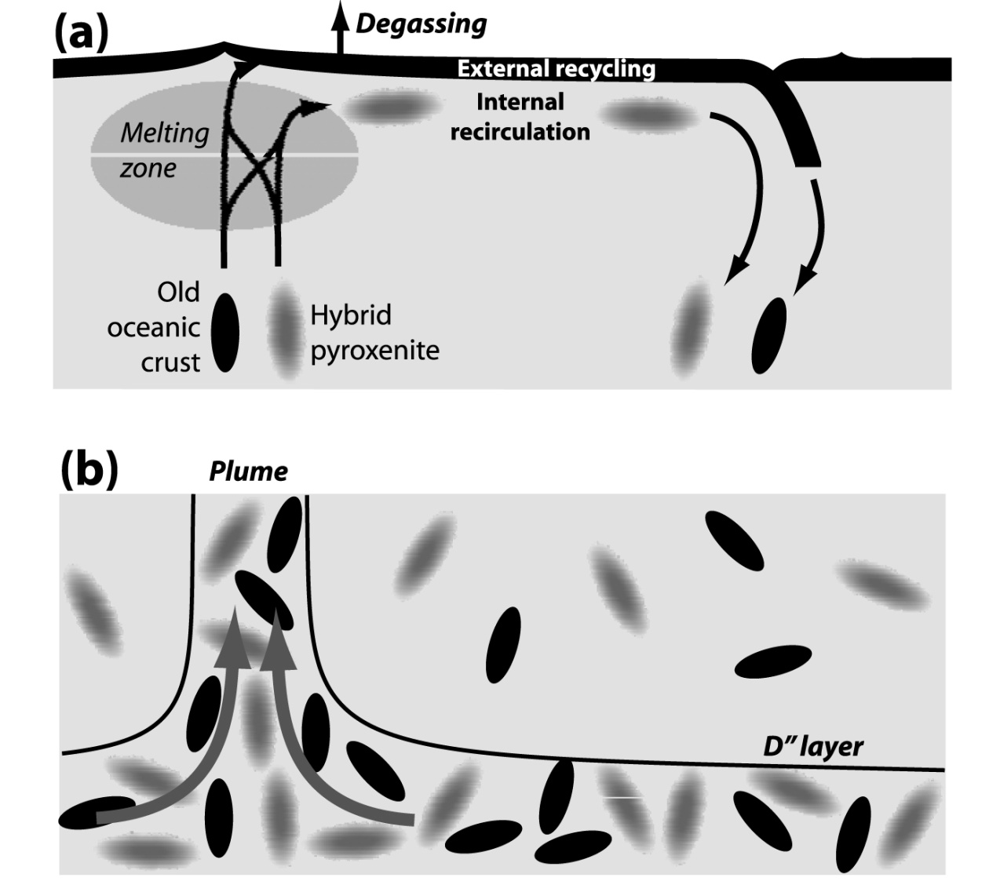 (a)
Degassing
External recycling
Internal
recirculation
Melting
zone
Old
oceanic
crust
Hybrid
pyroxenite
(b)
Plume
D″ layer